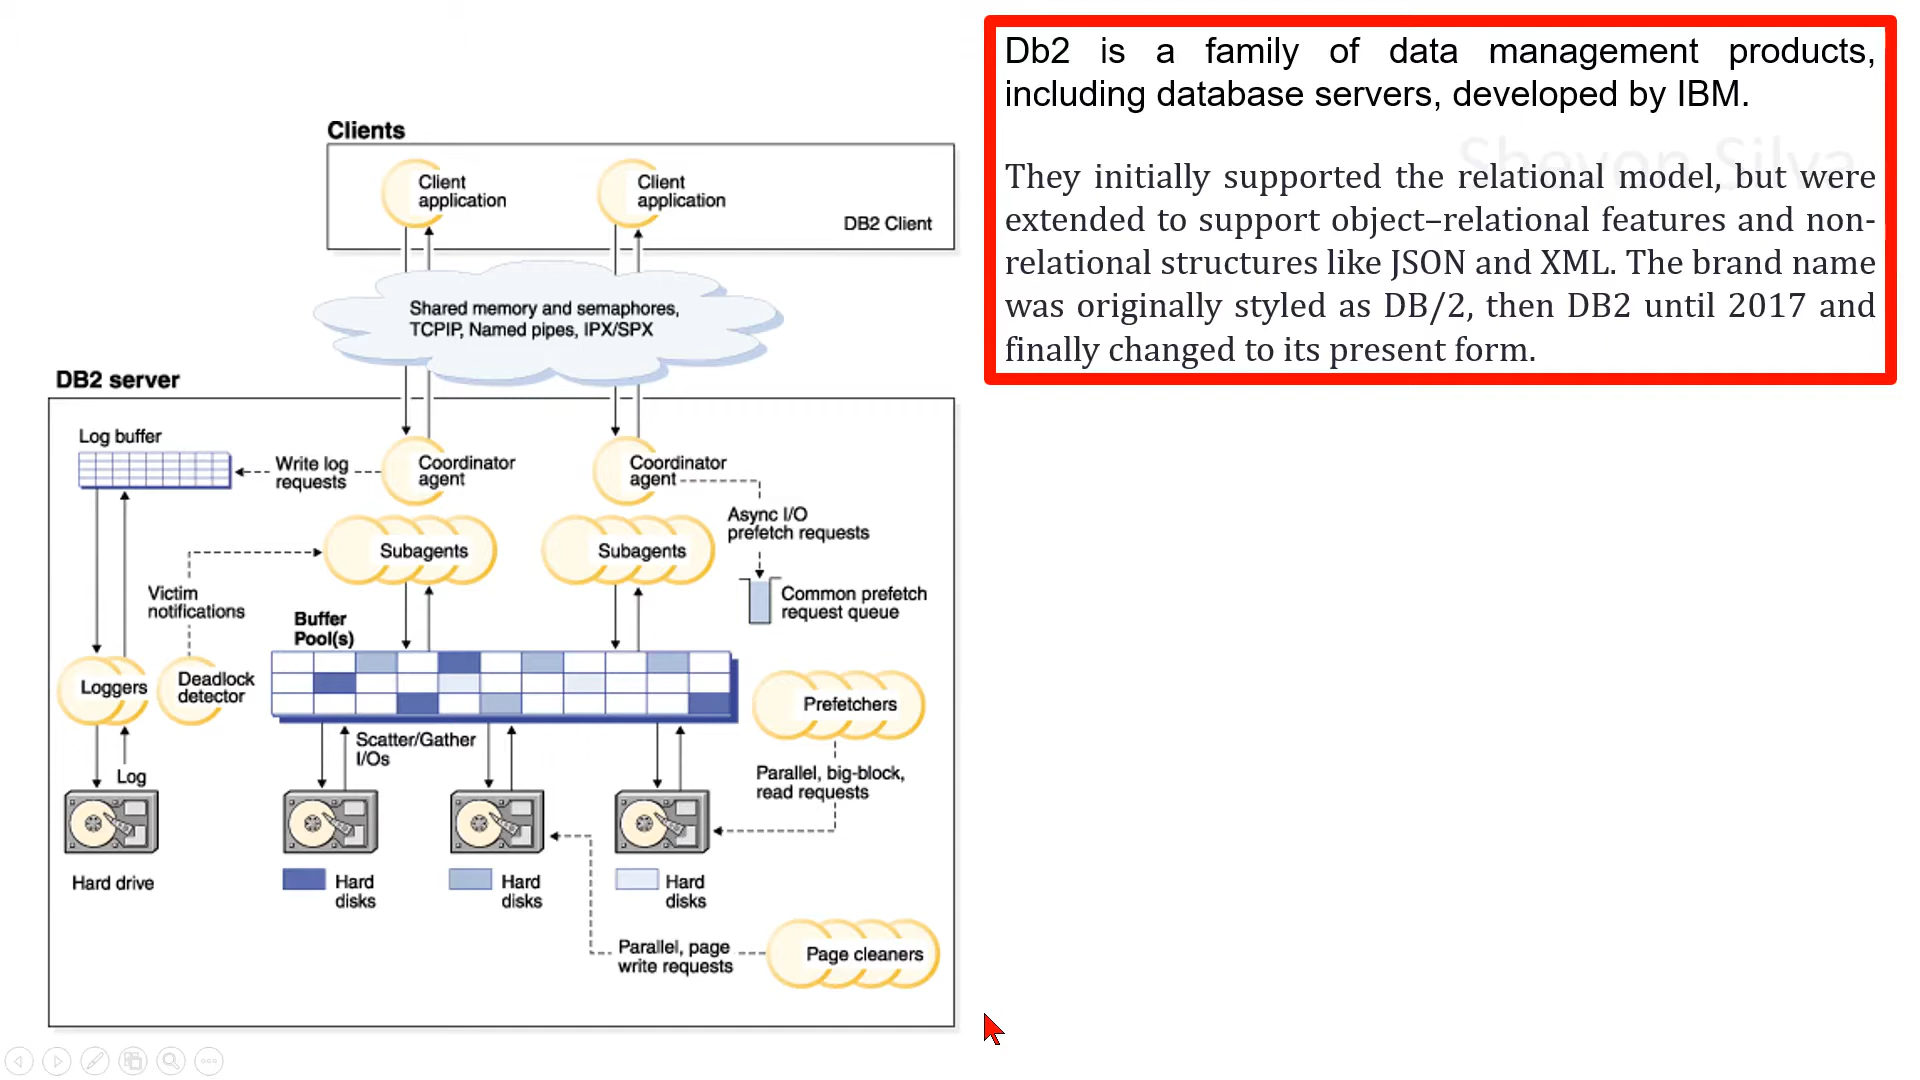 Db2 is a family of data management products,
including database servers, developed by IBM.
Shevon Silva
They initially supported the relational model, but were
extended to support object–relational features and non-
relational structures like JSON and XML. The brand name
was originally styled as DB/2, then DB2 until 2017 and
finally changed to its present form.
Clients
Client
application
Client
application
DB2 Client
Shared memory and semaphores,
TCPIP, Named pipes, IPX/SPX
DB2 server
Log buffer
Write log
requests
Coordinator
agent
Coordinator
agent
Async I/O
prefetch requests
Subagents
Subagents
Victim
notifications
Common prefetch
request queue
Buffer
Pool(s)
Loggers
Deadlock
detector
Prefetchers
Scatter/Gather
I/Os
Log
Parallel, big-block,
read requests
Hard drive
Hard
disks
Hard
disks
Hard
disks
Parallel, page
write requests
Page cleaners